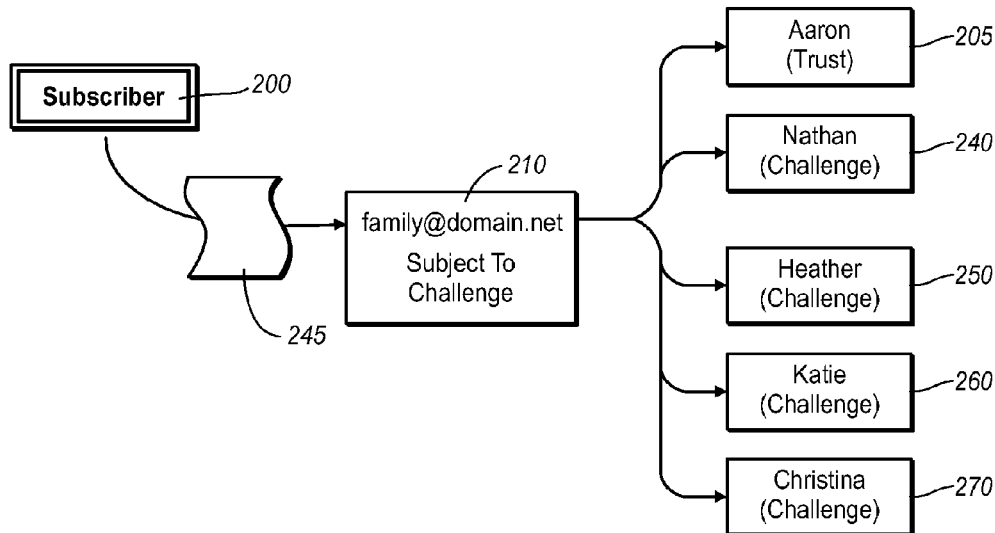 Subscriber
200
245
210
family@domain.net
Subject To
Challenge
Aaron
(Trust)
205
Nathan
(Challenge)
240
Heather
(Challenge)
250
Katie
(Challenge)
260
Christina
(Challenge)
270